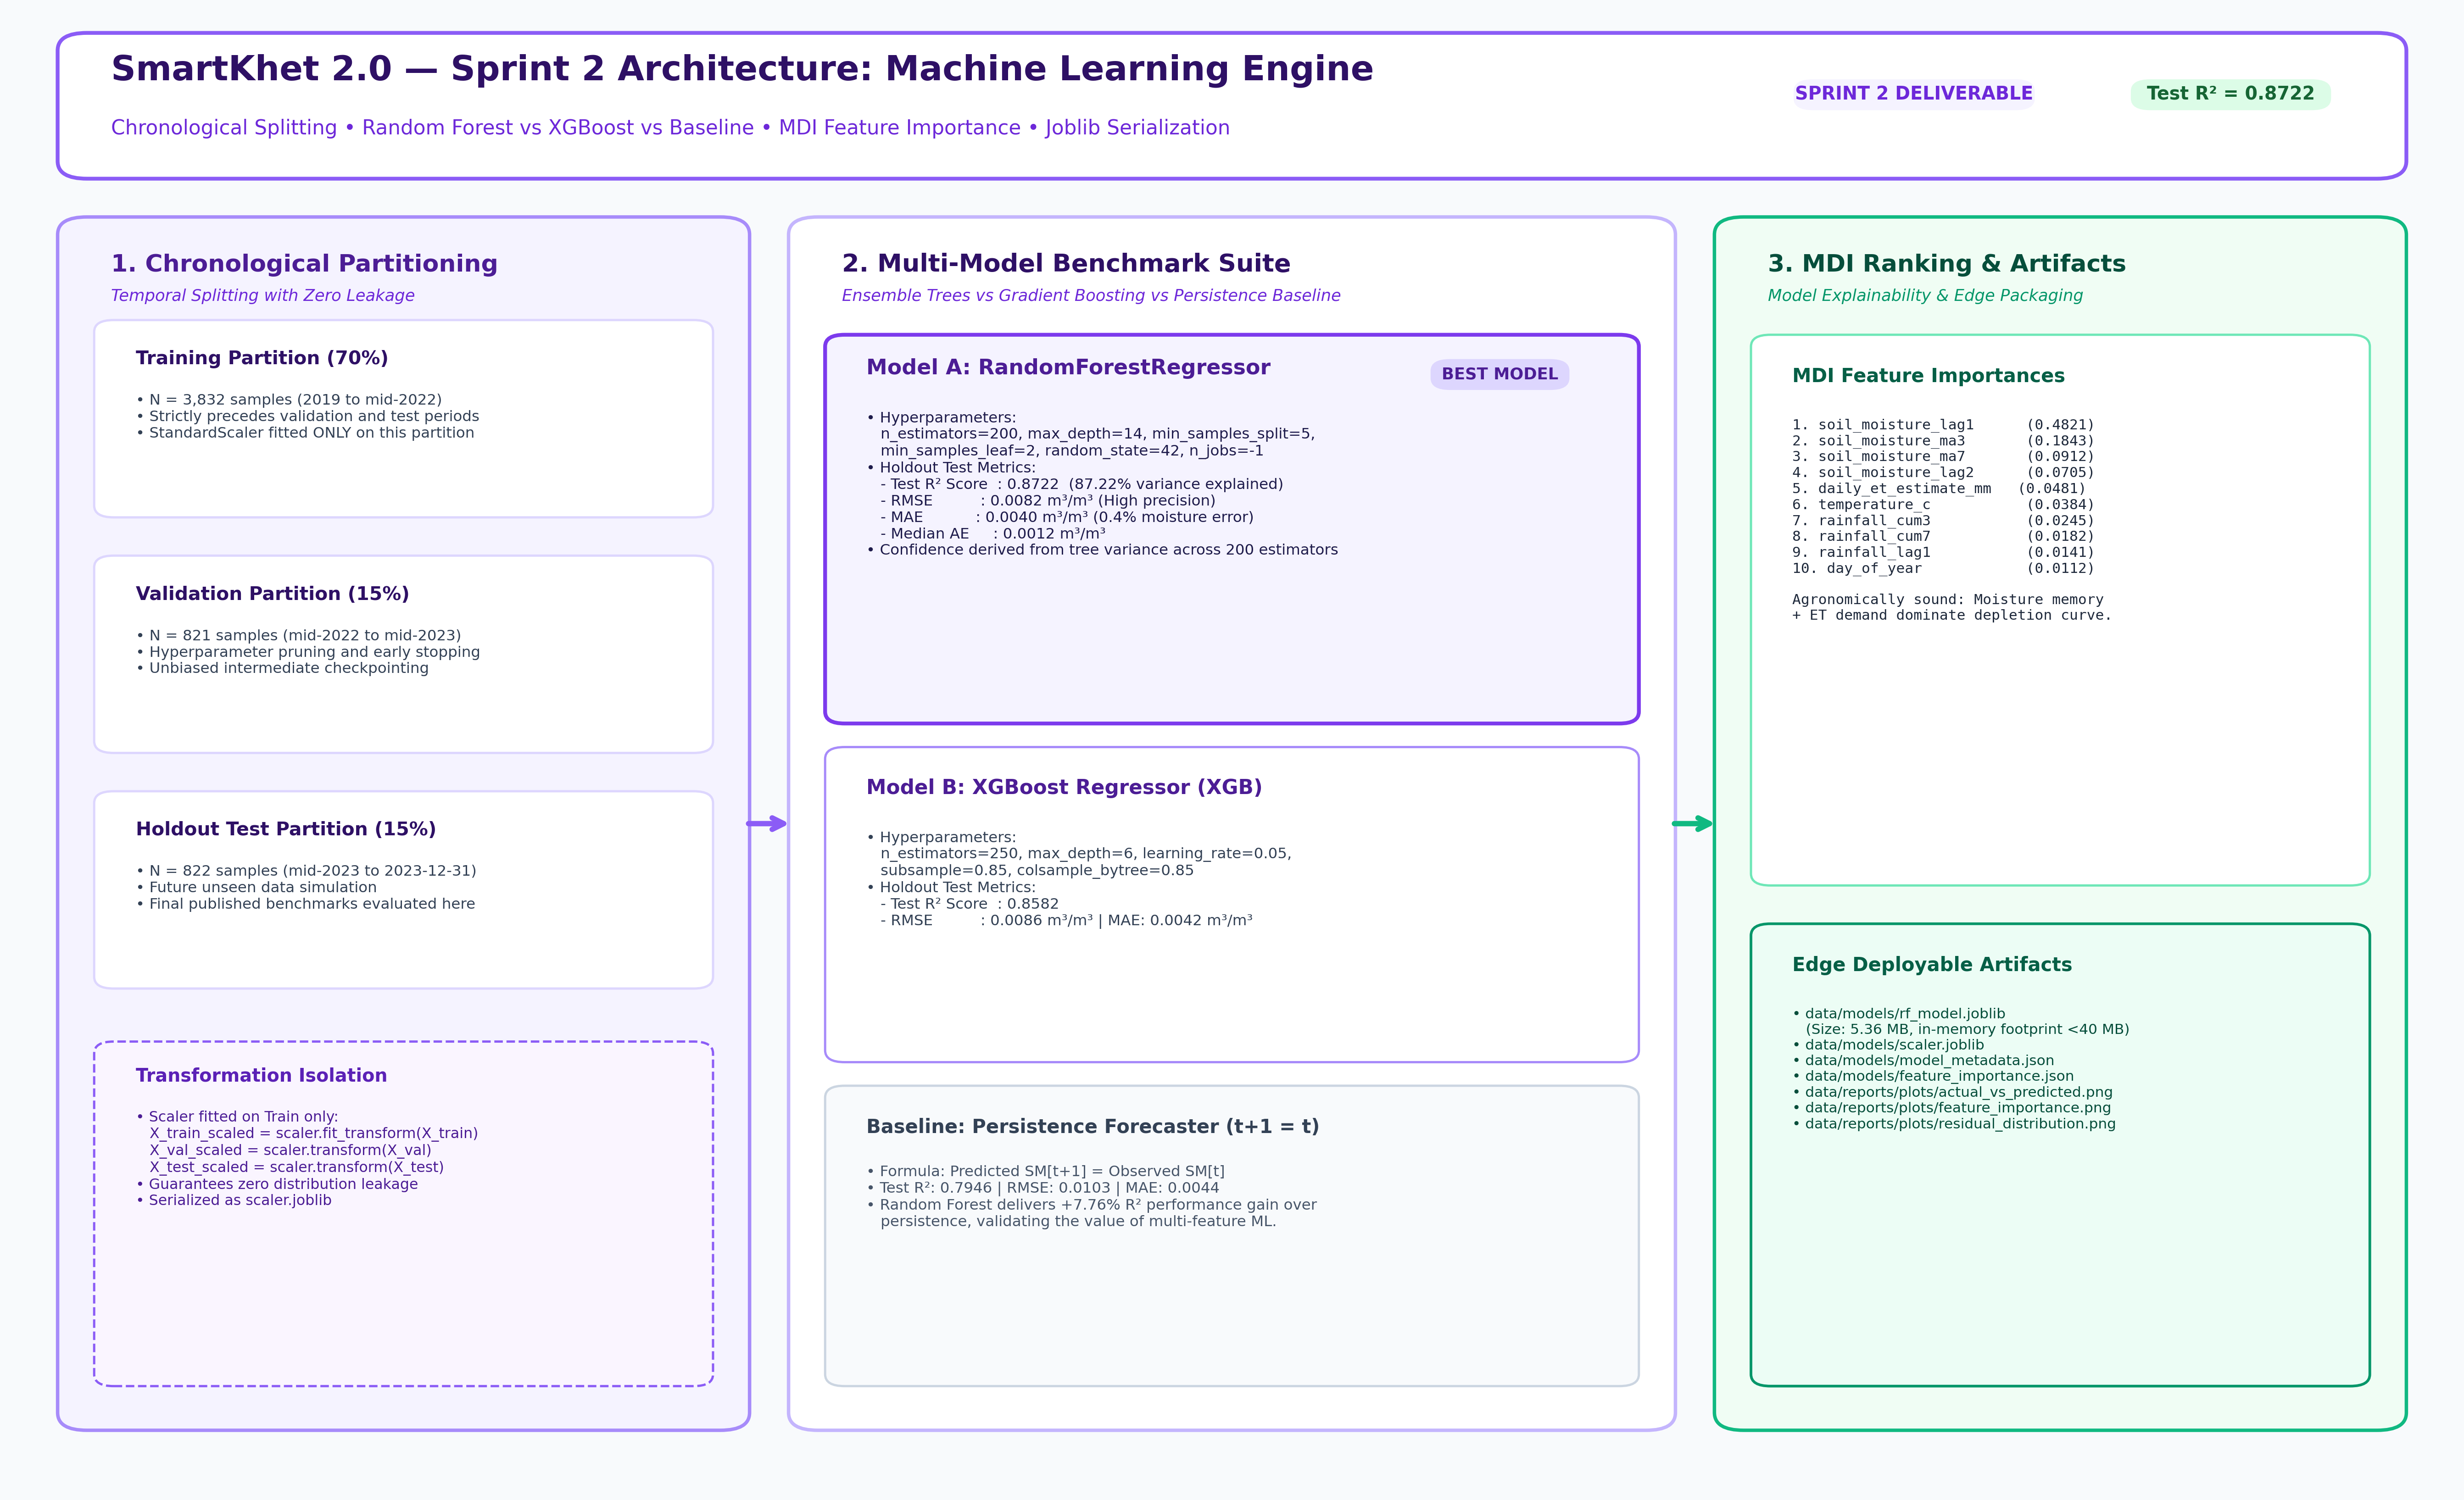 SmartKhet 2.0 — Sprint 2 Architecture: Machine Learning Engine
Chronological Splitting • Random Forest vs XGBoost vs Baseline • MDI Feature Importance • Joblib Serialization
SPRINT 2 DELIVERABLE
Test R² = 0.8722
1. Chronological Partitioning
Temporal Splitting with Zero Leakage
Training Partition (70%)
• N = 3,832 samples (2019 to mid-2022)
• Strictly precedes validation and test periods
• StandardScaler fitted ONLY on this partition
Validation Partition (15%)
• N = 821 samples (mid-2022 to mid-2023)
• Hyperparameter pruning and early stopping
• Unbiased intermediate checkpointing
Holdout Test Partition (15%)
• N = 822 samples (mid-2023 to 2023-12-31)
• Future unseen data simulation
• Final published benchmarks evaluated here
Transformation Isolation
• Scaler fitted on Train only:
X_train_scaled = scaler.fit_transform(X_train)
X_val_scaled = scaler.transform(X_val)
X_test_scaled = scaler.transform(X_test)
• Guarantees zero distribution leakage
• Serialized as scaler.joblib
2. Multi-Model Benchmark Suite
Ensemble Trees vs Gradient Boosting vs Persistence Baseline
Model A: RandomForestRegressor
BEST MODEL
• Hyperparameters:
n_estimators=200, max_depth=14, min_samples_split=5,
min_samples_leaf=2, random_state=42, n_jobs=-1
• Holdout Test Metrics:
- Test R² Score : 0.8722 (87.22% variance explained)
- RMSE : 0.0082 m³/m³ (High precision)
- MAE : 0.0040 m³/m³ (0.4% moisture error)
- Median AE : 0.0012 m³/m³
• Confidence derived from tree variance across 200 estimators
Model B: XGBoost Regressor (XGB)
• Hyperparameters:
n_estimators=250, max_depth=6, learning_rate=0.05,
subsample=0.85, colsample_bytree=0.85
• Holdout Test Metrics:
- Test R² Score : 0.8582
- RMSE : 0.0086 m³/m³ | MAE: 0.0042 m³/m³
Baseline: Persistence Forecaster (t+1 = t)
• Formula: Predicted SM[t+1] = Observed SM[t]
• Test R²: 0.7946 | RMSE: 0.0103 | MAE: 0.0044
• Random Forest delivers +7.76% R² performance gain over
persistence, validating the value of multi-feature ML.
3. MDI Ranking & Artifacts
Model Explainability & Edge Packaging
MDI Feature Importances
1. soil_moisture_lag1 (0.4821)
2. soil_moisture_ma3 (0.1843)
3. soil_moisture_ma7 (0.0912)
4. soil_moisture_lag2 (0.0705)
5. daily_et_estimate_mm (0.0481)
6. temperature_c (0.0384)
7. rainfall_cum3 (0.0245)
8. rainfall_cum7 (0.0182)
9. rainfall_lag1 (0.0141)
10. day_of_year (0.0112)
Agronomically sound: Moisture memory
+ ET demand dominate depletion curve.
Edge Deployable Artifacts
• data/models/rf_model.joblib
(Size: 5.36 MB, in-memory footprint <40 MB)
• data/models/scaler.joblib
• data/models/model_metadata.json
• data/models/feature_importance.json
• data/reports/plots/actual_vs_predicted.png
• data/reports/plots/feature_importance.png
• data/reports/plots/residual_distribution.png